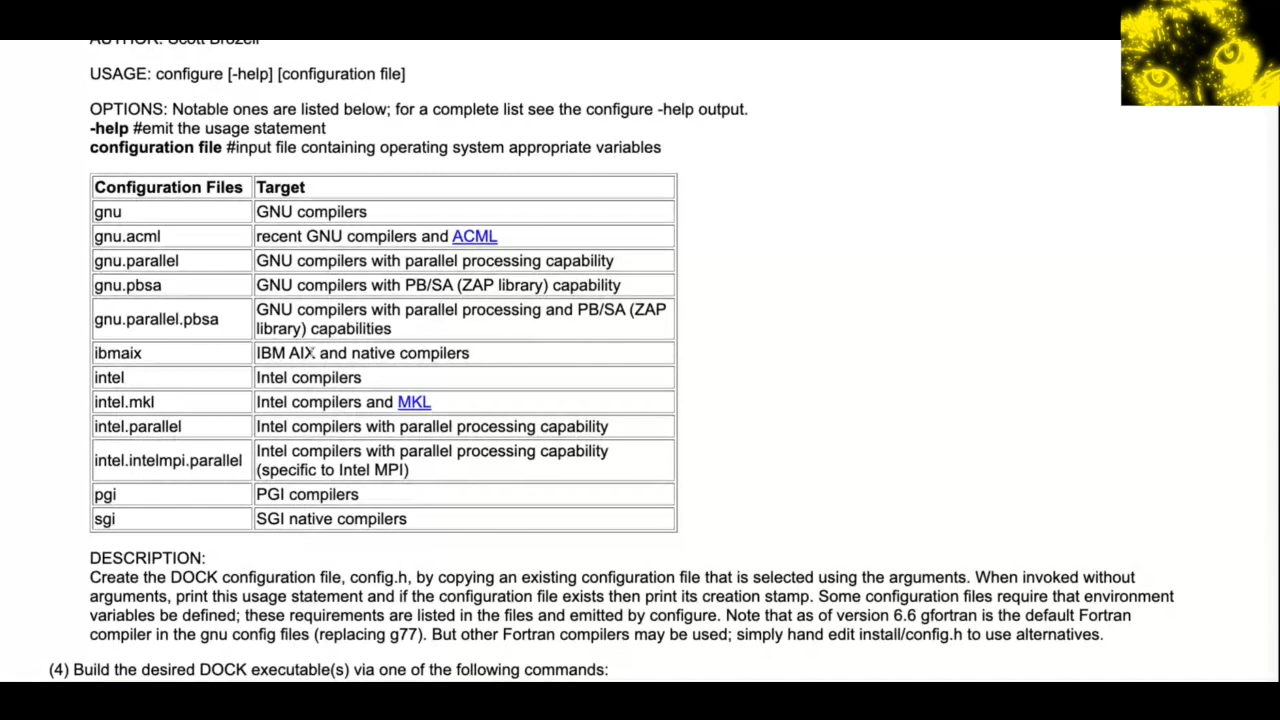 AUTHOR: Scott Brozell
USAGE: configure [-help] [configuration file]
OPTIONS: Notable ones are listed below; for a complete list see the configure -help output.
-help #emit the usage statement
configuration file #input file containing operating system appropriate variables
Configuration Files Target
gnu GNU compilers
gnu.acml recent GNU compilers and ACML
gnu.parallel GNU compilers with parallel processing capability
gnu.pbsa GNU compilers with PB/SA (ZAP library) capability
gnu.parallel.pbsa GNU compilers with parallel processing and PB/SA (ZAP
library) capabilities
ibmaix IBM AIX and native compilers
intel Intel compilers
intel.mkl Intel compilers and MKL
intel.parallel Intel compilers with parallel processing capability
intel.intelmpi.parallel Intel compilers with parallel processing capability
(specific to Intel MPI)
pgi PGI compilers
sgi SGI native compilers
DESCRIPTION:
Create the DOCK configuration file, config.h, by copying an existing configuration file that is selected using the arguments. When invoked without
arguments, print this usage statement and if the configuration file exists then print its creation stamp. Some configuration files require that environment
variables be defined; these requirements are listed in the files and emitted by configure. Note that as of version 6.6 gfortran is the default Fortran
compiler in the gnu config files (replacing g77). But other Fortran compilers may be used; simply hand edit install/config.h to use alternatives.
(4) Build the desired DOCK executable(s) via one of the following commands: